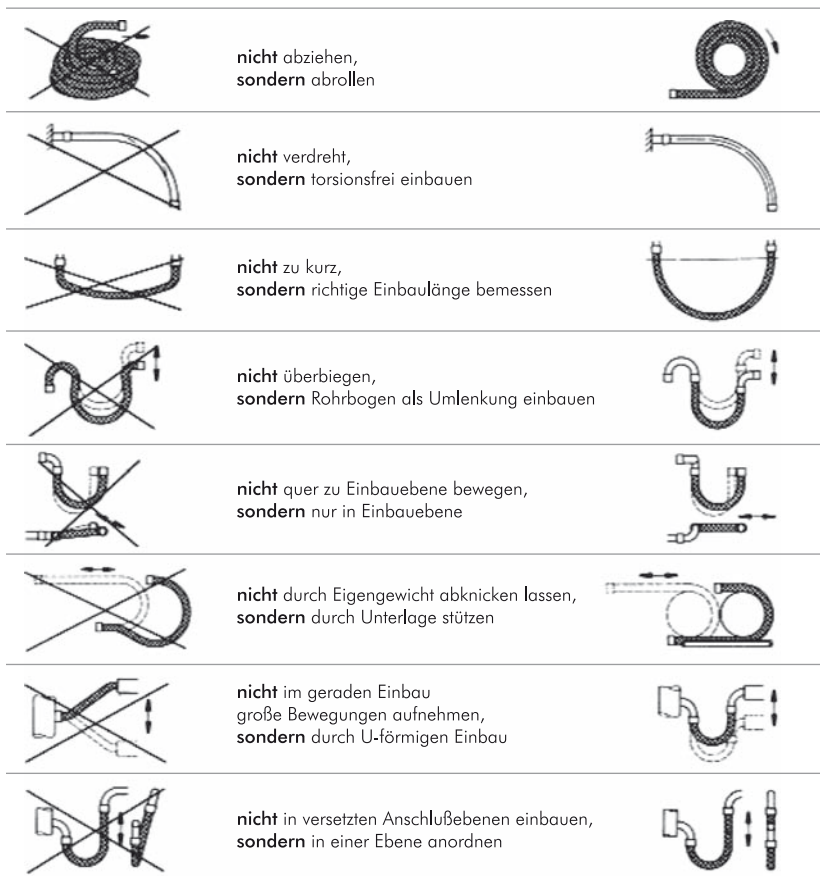 nicht abziehen,
sondern abrollen
nicht verdreht,
sondern torsionsfrei einbauen
nicht zu kurz,
sondern richtige Einbaulänge bemessen
nicht überbiegen,
sondern Rohrbogen als Umlenkung einbauen
nicht quer zu Einbauebene bewegen,
sondern nur in Einbauebene
nicht durch Eigengewicht abknicken lassen,
sondern durch Unterlage stützen
nicht im geraden Einbau
große Bewegungen aufnehmen,
sondern durch U-förmigen Einbau
nicht in versetzten Anschlußebenen einbauen,
sondern in einer Ebene anordnen